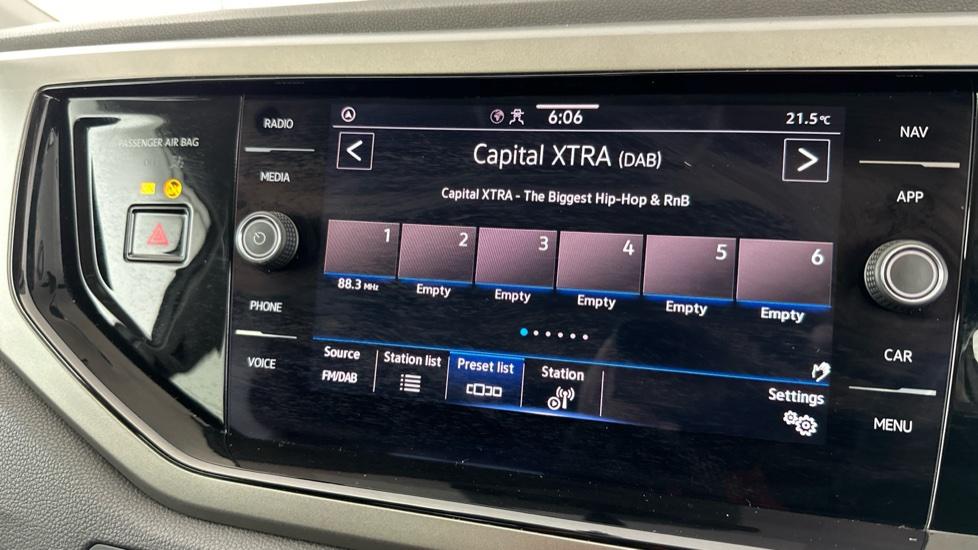 PASSENGER AIR BAG
RADIO
MEDIA
PHONE
VOICE
6:06
21.5°C
<
Capital XTRA (DAB)
>
Capital XTRA - The Biggest Hip-Hop & RnB
1 2 3 4 5 6
88.3 MHz Empty Empty Empty Empty Empty
Source Station list Preset list Station
FM/DAB
Settings
NAV
APP
CAR
MENU